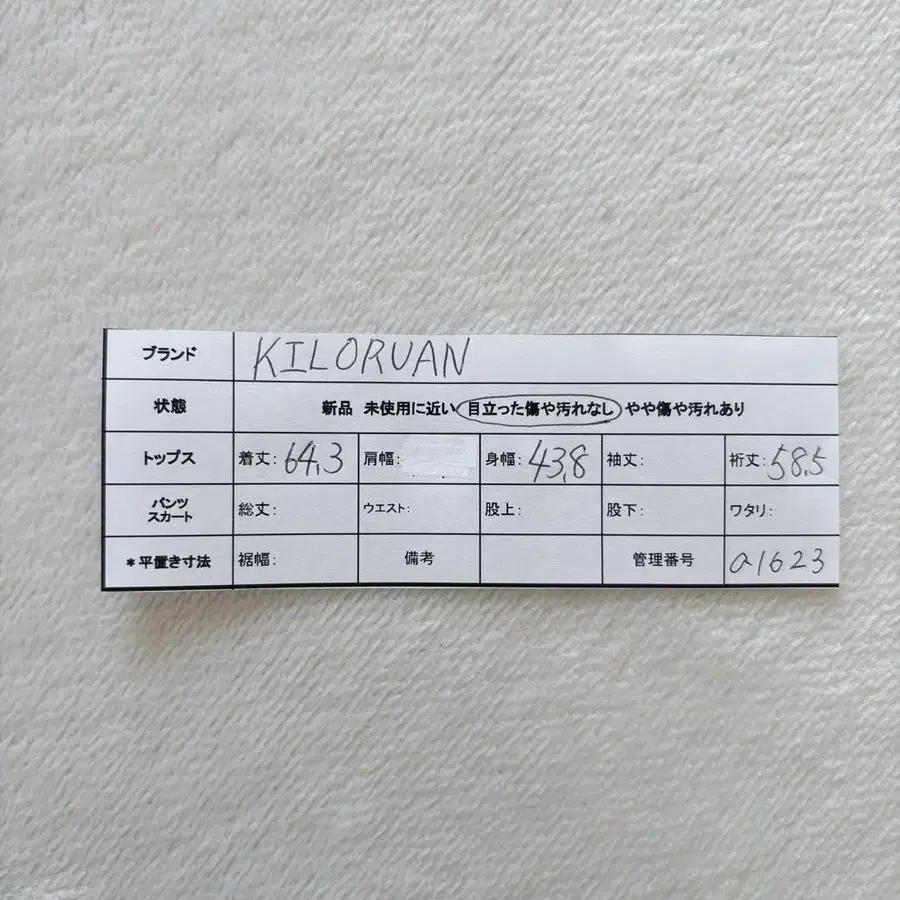 ブランド KILORUAN
状態 新品 未使用に近い 目立った傷や汚れなし やや傷や汚れあり
トップス 着丈: 64.3 肩幅: 身幅: 43.8 袖丈: 裄丈: 58.5
パンツ スカート 総丈: ウエスト: 股上: 股下: ワタリ:
*平置き寸法 裾幅: 備考 管理番号 a1623